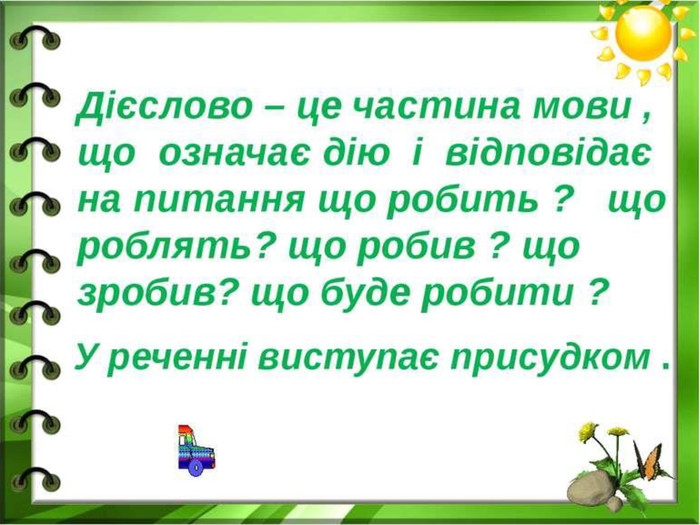 Дієслово – це частина мови ,
що означає дію і відповідає
на питання що робить ? що
роблять? що робив ? що
зробив? що буде робити ?
У реченні виступає присудком .